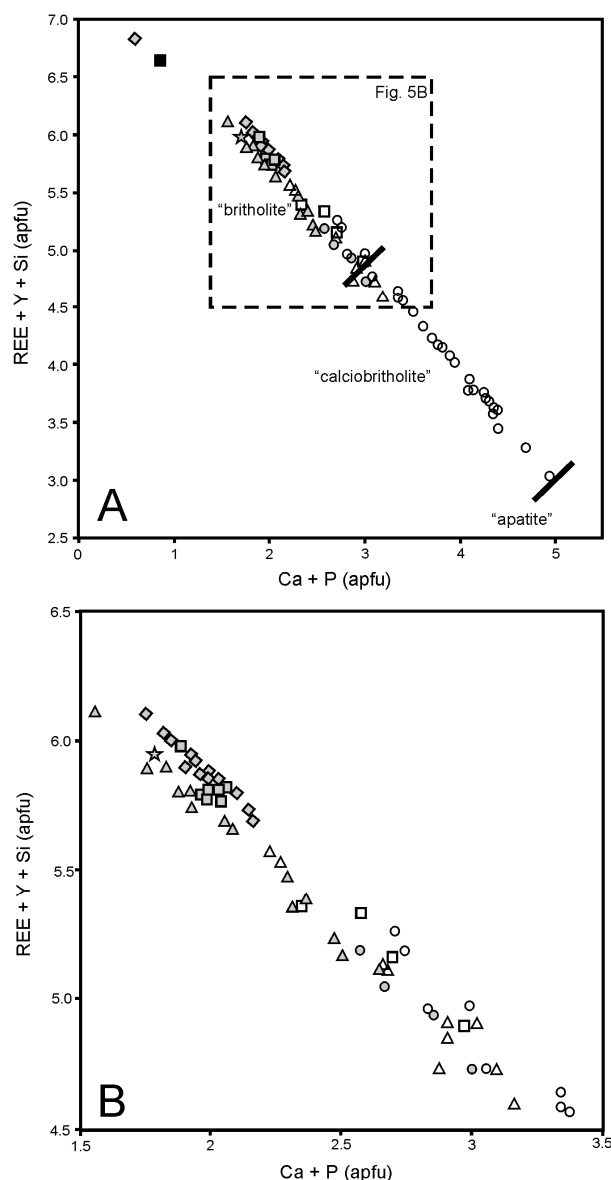 7.0
6.5
6.0
5.5
5.0
4.5
4.0
3.5
3.0
2.5
REE + Y + Si (apfu)
Fig. 5B
“britholite”
“calciobritholite”
“apatite”
A
0 1 2 3 4 5
Ca + P (apfu)
6.5
6.0
5.5
5.0
4.5
REE + Y + Si (apfu)
B
1.5 2 2.5 3 3.5
Ca + P (apfu)